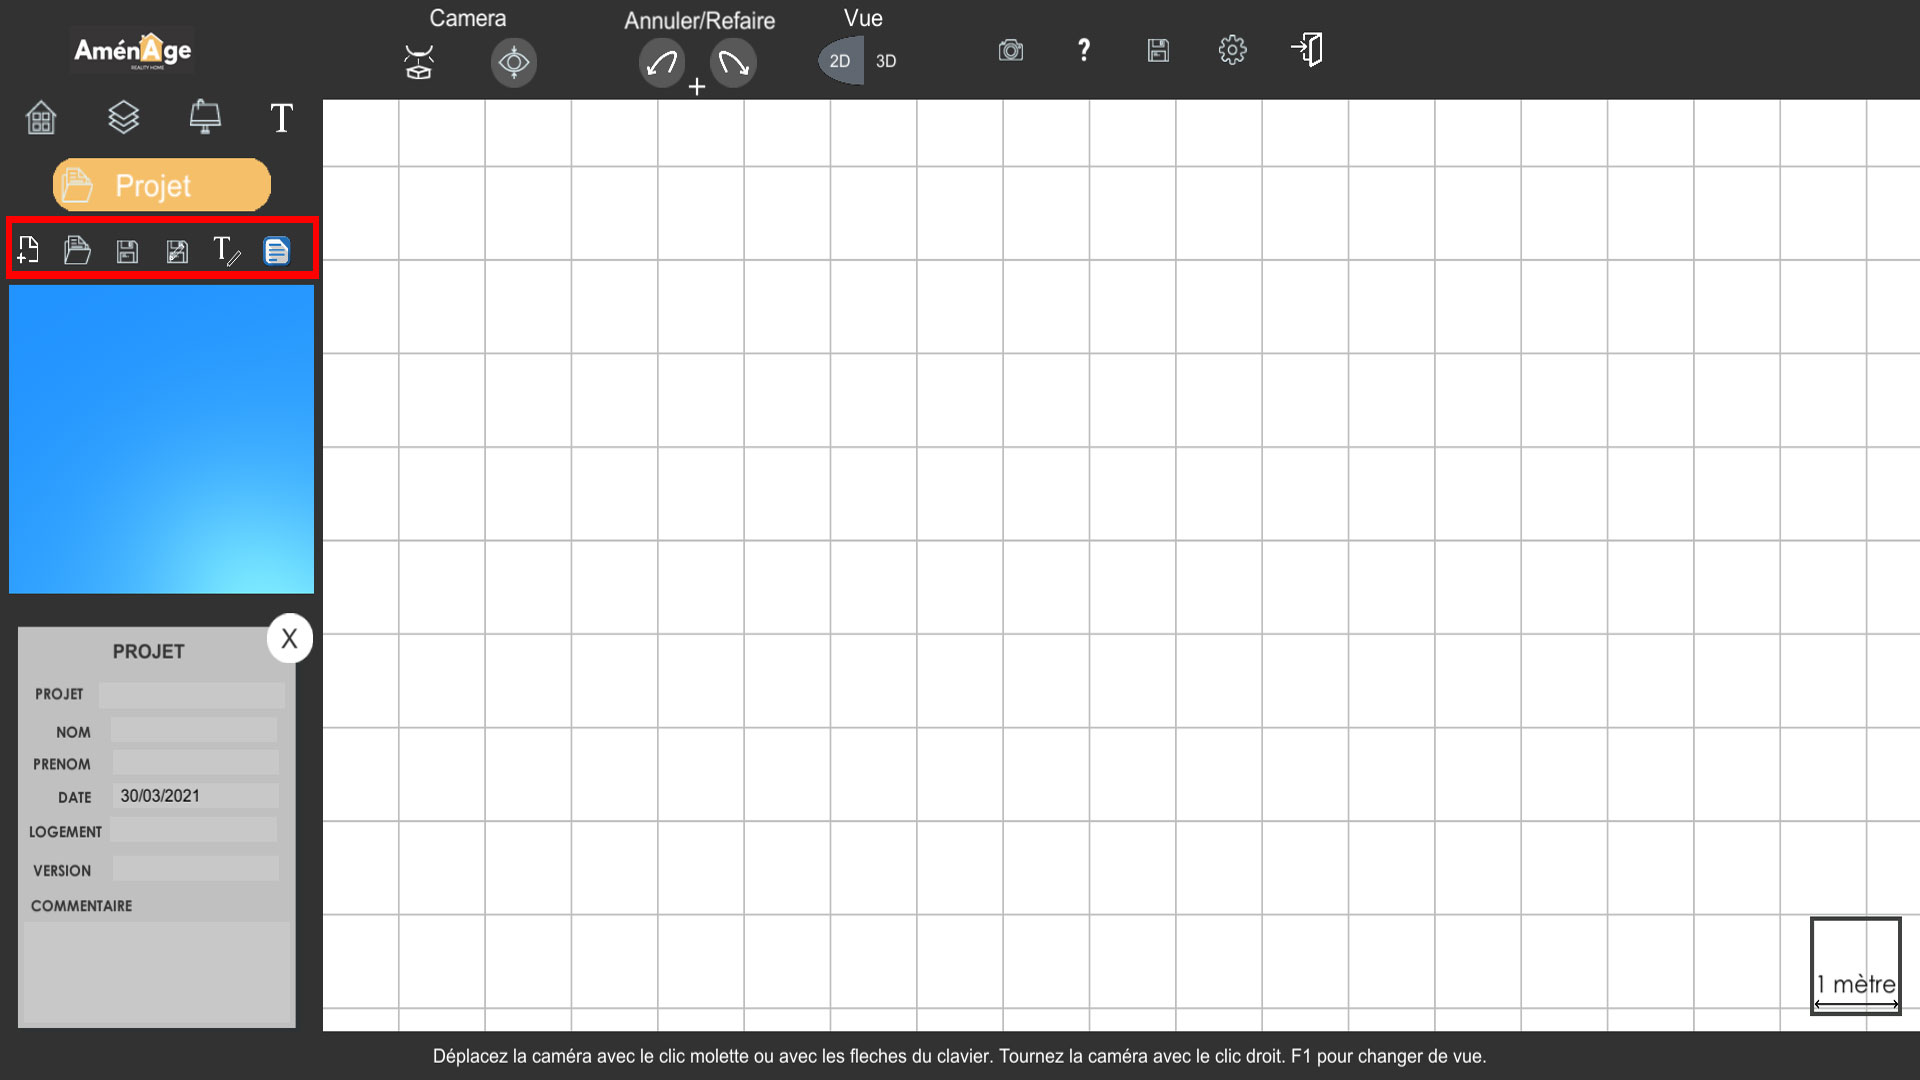 AménAge
REALITY HOME
Camera
Annuler/Refaire
Vue
2D
3D
?
+
T
Projet
T
X
PROJET
PROJET
NOM
PRENOM
DATE 30/03/2021
LOGEMENT
VERSION
COMMENTAIRE
1 mètre
Déplacez la caméra avec le clic molette ou avec les fleches du clavier. Tournez la caméra avec le clic droit. F1 pour changer de vue.